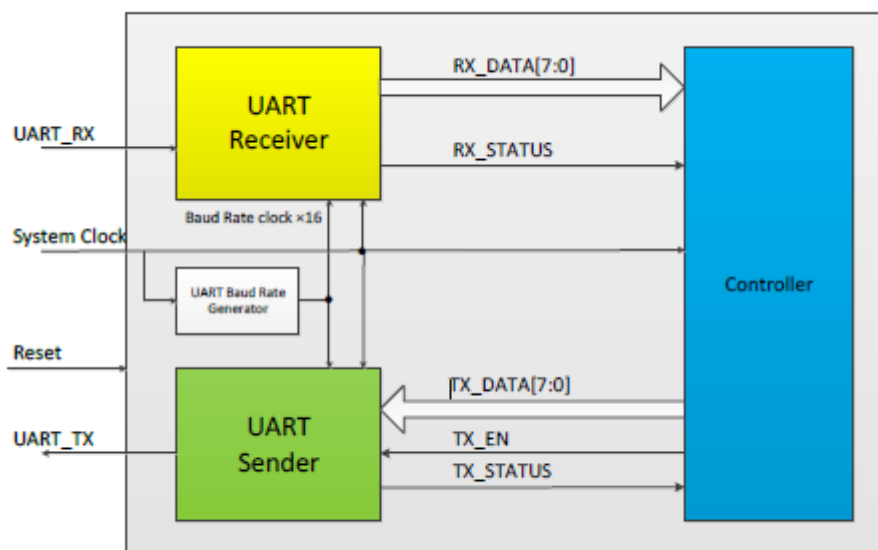 RX_DATA[7:0]
UART
Receiver
UART_RX
RX_STATUS
Baud Rate clock ×16
System Clock
UART Baud Rate
Generator
Controller
Reset
TX_DATA[7:0]
UART
Sender
UART_TX
TX_EN
TX_STATUS